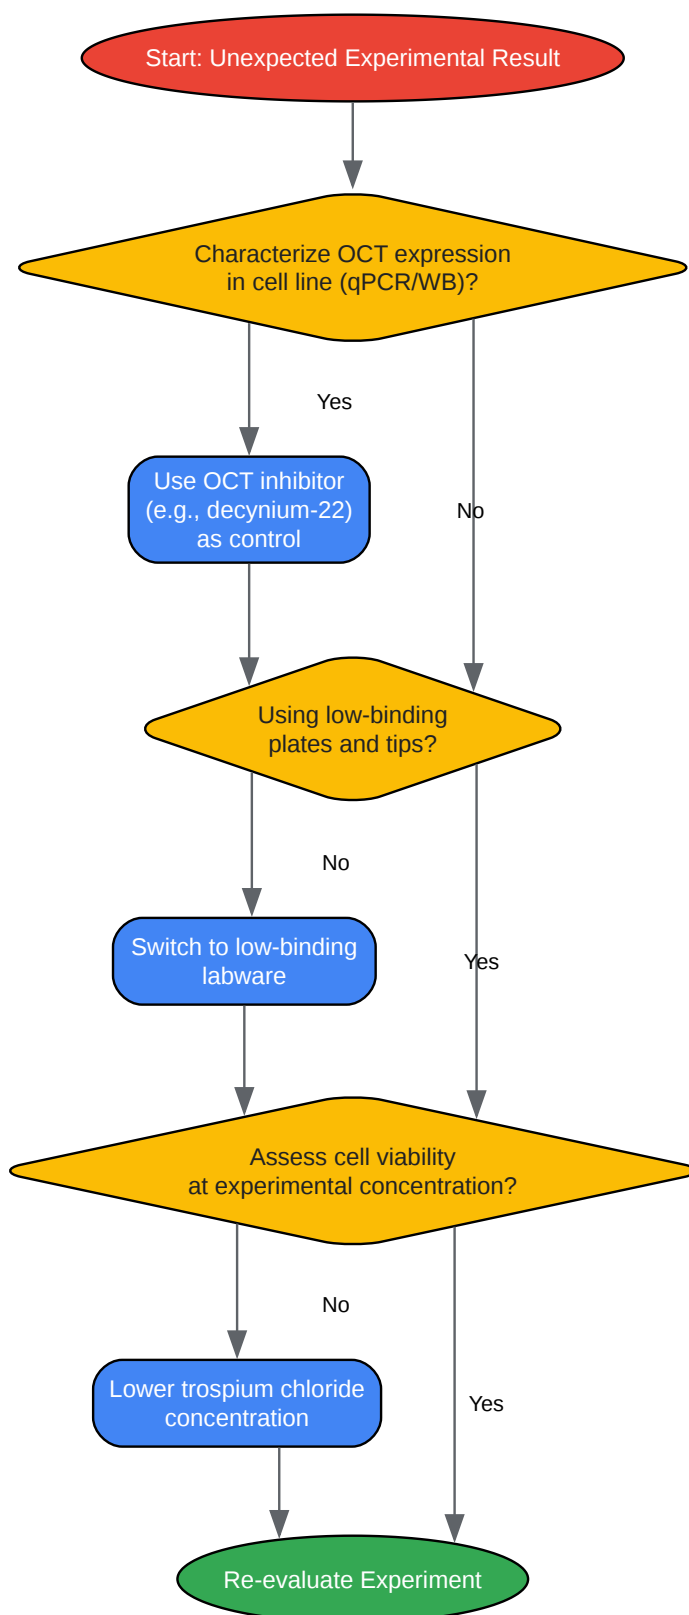 Start: Unexpected Experimental Result
Characterize OCT expression
in cell line (qPCR/WB)?
Yes
Use OCT inhibitor
(e.g., decynium-22)
as control
No
Using low-binding
plates and tips?
No
Switch to low-binding
labware
Yes
Assess cell viability
at experimental concentration?
No
Lower trospium chloride
concentration
Yes
Re-evaluate Experiment